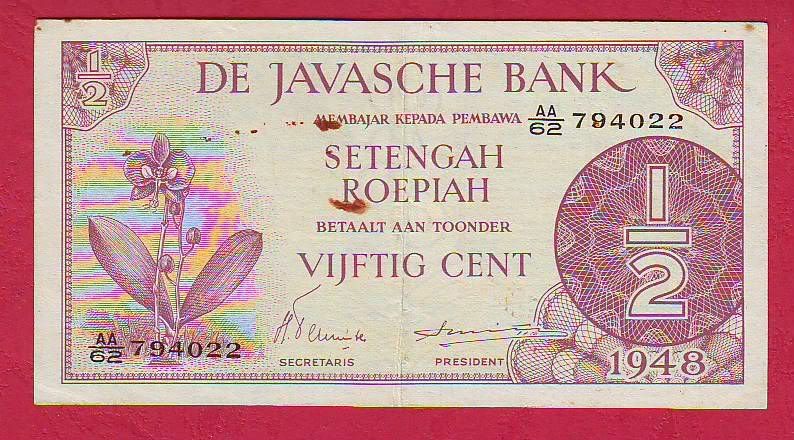 1/2
DE JAVASCHE BANK
MEMBAJAR KEPADA PEMBAWA
AA/62 794022
SETENGAH
ROEPIAH
BETAALT AAN TOONDER
VIJFTIG CENT
1/2
AA/62 794022
SECRETARIS
PRESIDENT
1948